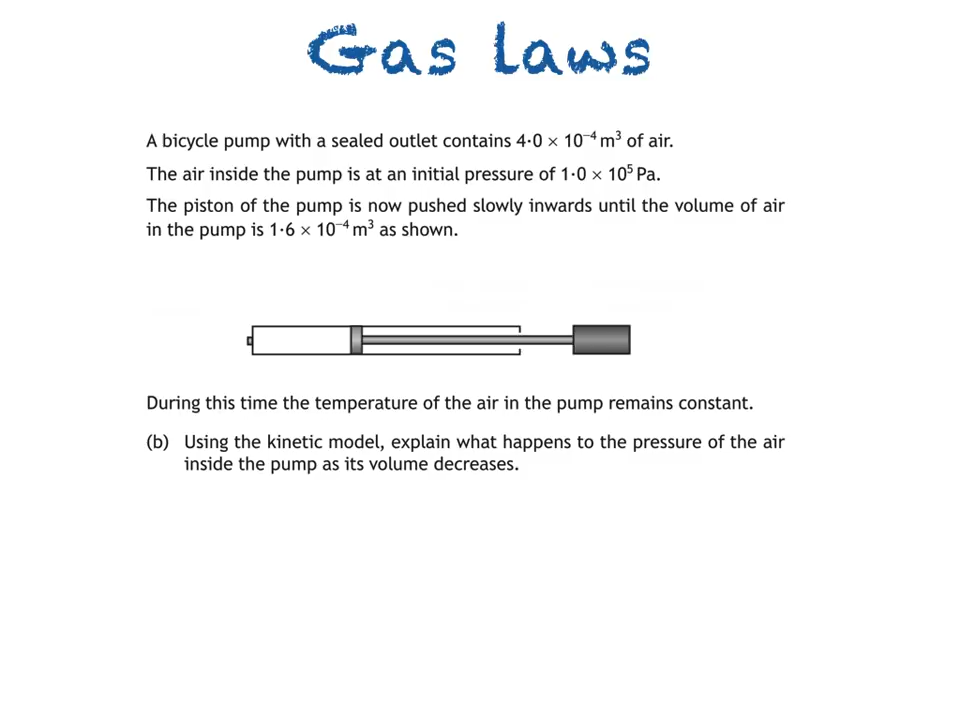 Gas laws
A bicycle pump with a sealed outlet contains 4·0 × 10⁻⁴ m³ of air.
The air inside the pump is at an initial pressure of 1·0 × 10⁵ Pa.
The piston of the pump is now pushed slowly inwards until the volume of air
in the pump is 1·6 × 10⁻⁴ m³ as shown.
During this time the temperature of the air in the pump remains constant.
(b) Using the kinetic model, explain what happens to the pressure of the air
inside the pump as its volume decreases.